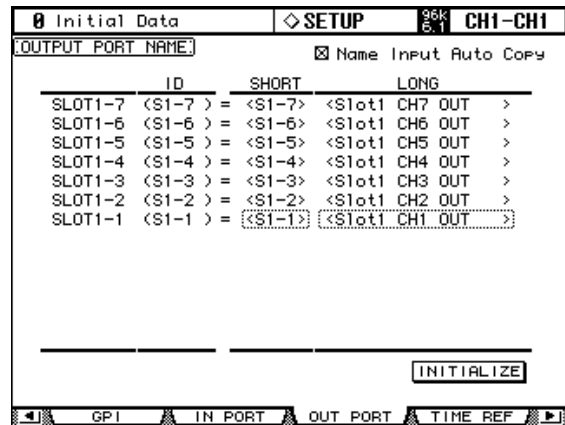 0 Initial Data ◇SETUP 96k 6.1 CH1-CH1
OUTPUT PORT NAME
☒ Name Input Auto Copy
ID SHORT LONG
SLOT1-7 (S1-7 ) = <S1-7> <Slot1 CH7 OUT >
SLOT1-6 (S1-6 ) = <S1-6> <Slot1 CH6 OUT >
SLOT1-5 (S1-5 ) = <S1-5> <Slot1 CH5 OUT >
SLOT1-4 (S1-4 ) = <S1-4> <Slot1 CH4 OUT >
SLOT1-3 (S1-3 ) = <S1-3> <Slot1 CH3 OUT >
SLOT1-2 (S1-2 ) = <S1-2> <Slot1 CH2 OUT >
SLOT1-1 (S1-1 ) = <S1-1> <Slot1 CH1 OUT >
INITIALIZE
GPI IN PORT OUT PORT TIME REF